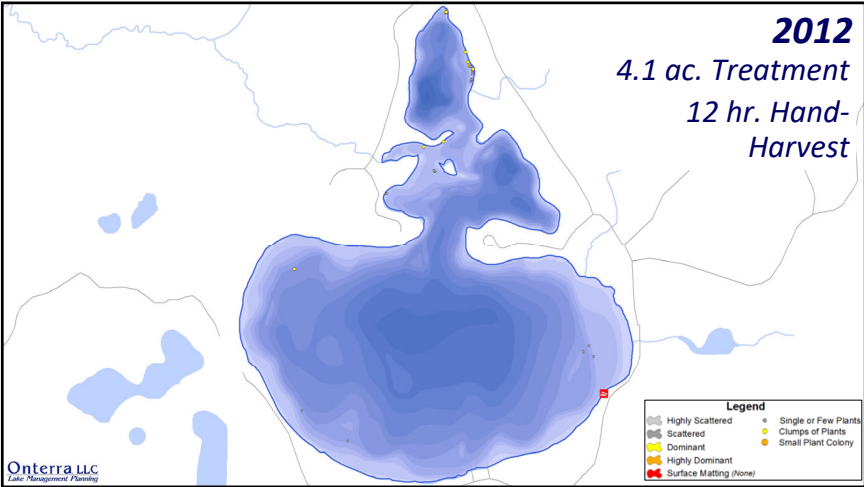 2012
4.1 ac. Treatment
12 hr. Hand-
Harvest
Legend
Highly Scattered
Scattered
Dominant
Highly Dominant
Surface Matting (None)
Single or Few Plants
Clumps of Plants
Small Plant Colony
Onterra LLC
Lake Management Planning